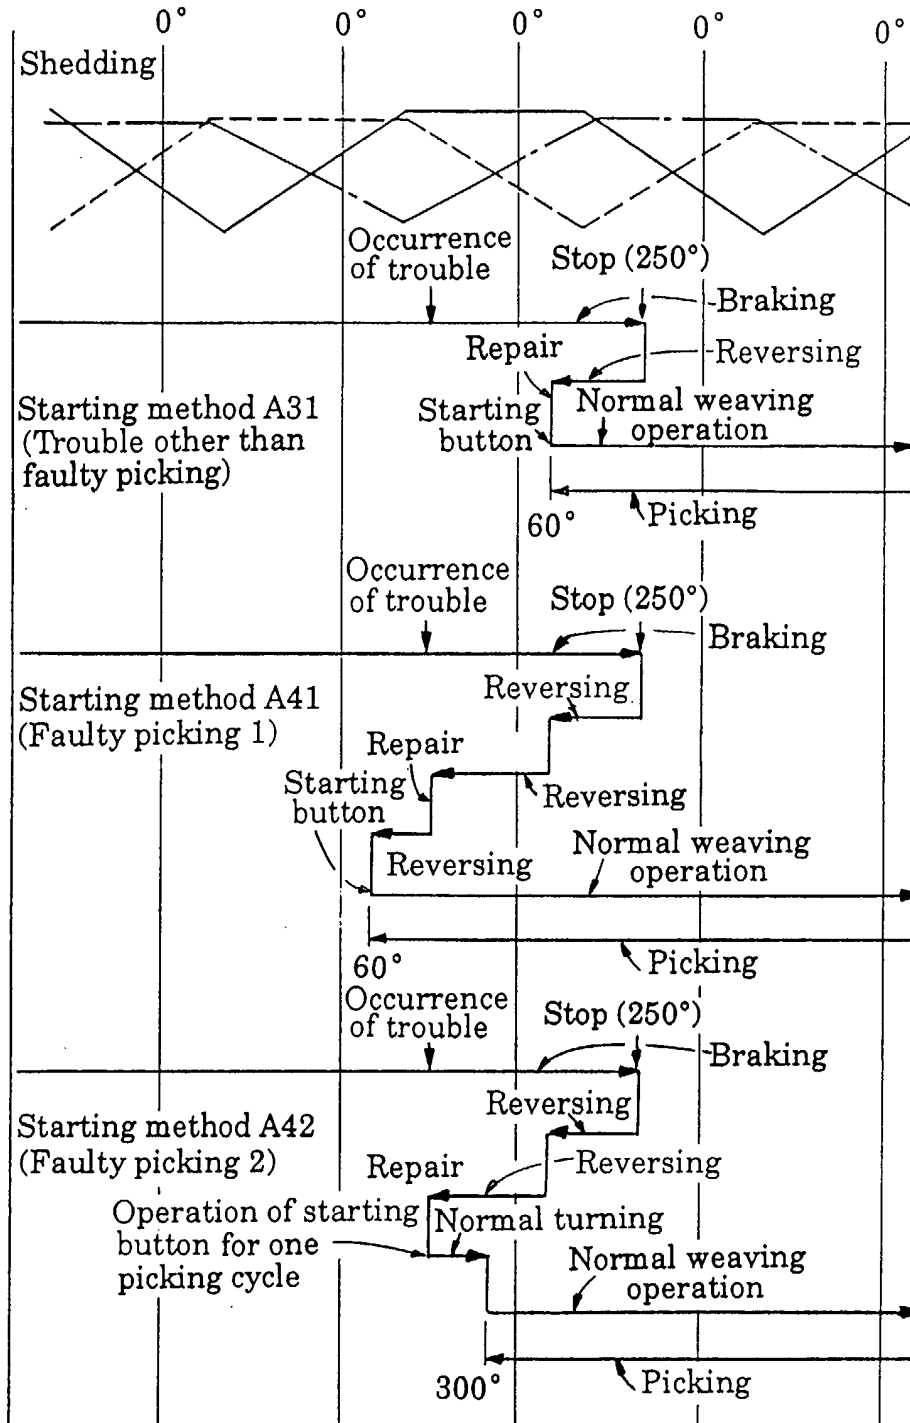 0° 0° 0° 0° 0°
Shedding
Occurrence
of trouble
Stop (250°)
Braking
Repair
Reversing
Starting method A31
(Trouble other than
faulty picking)
Starting
button
Normal weaving
operation
60°
Picking
Occurrence
of trouble
Stop (250°)
Braking
Starting method A41
(Faulty picking 1)
Reversing
Repair
Starting
button
Reversing
Reversing
Normal weaving
operation
60°
Picking
Occurrence
of trouble
Stop (250°)
Braking
Starting method A42
(Faulty picking 2)
Reversing
Repair
Reversing
Operation of starting
button for one
picking cycle
Normal turning
Normal weaving
operation
300°
Picking